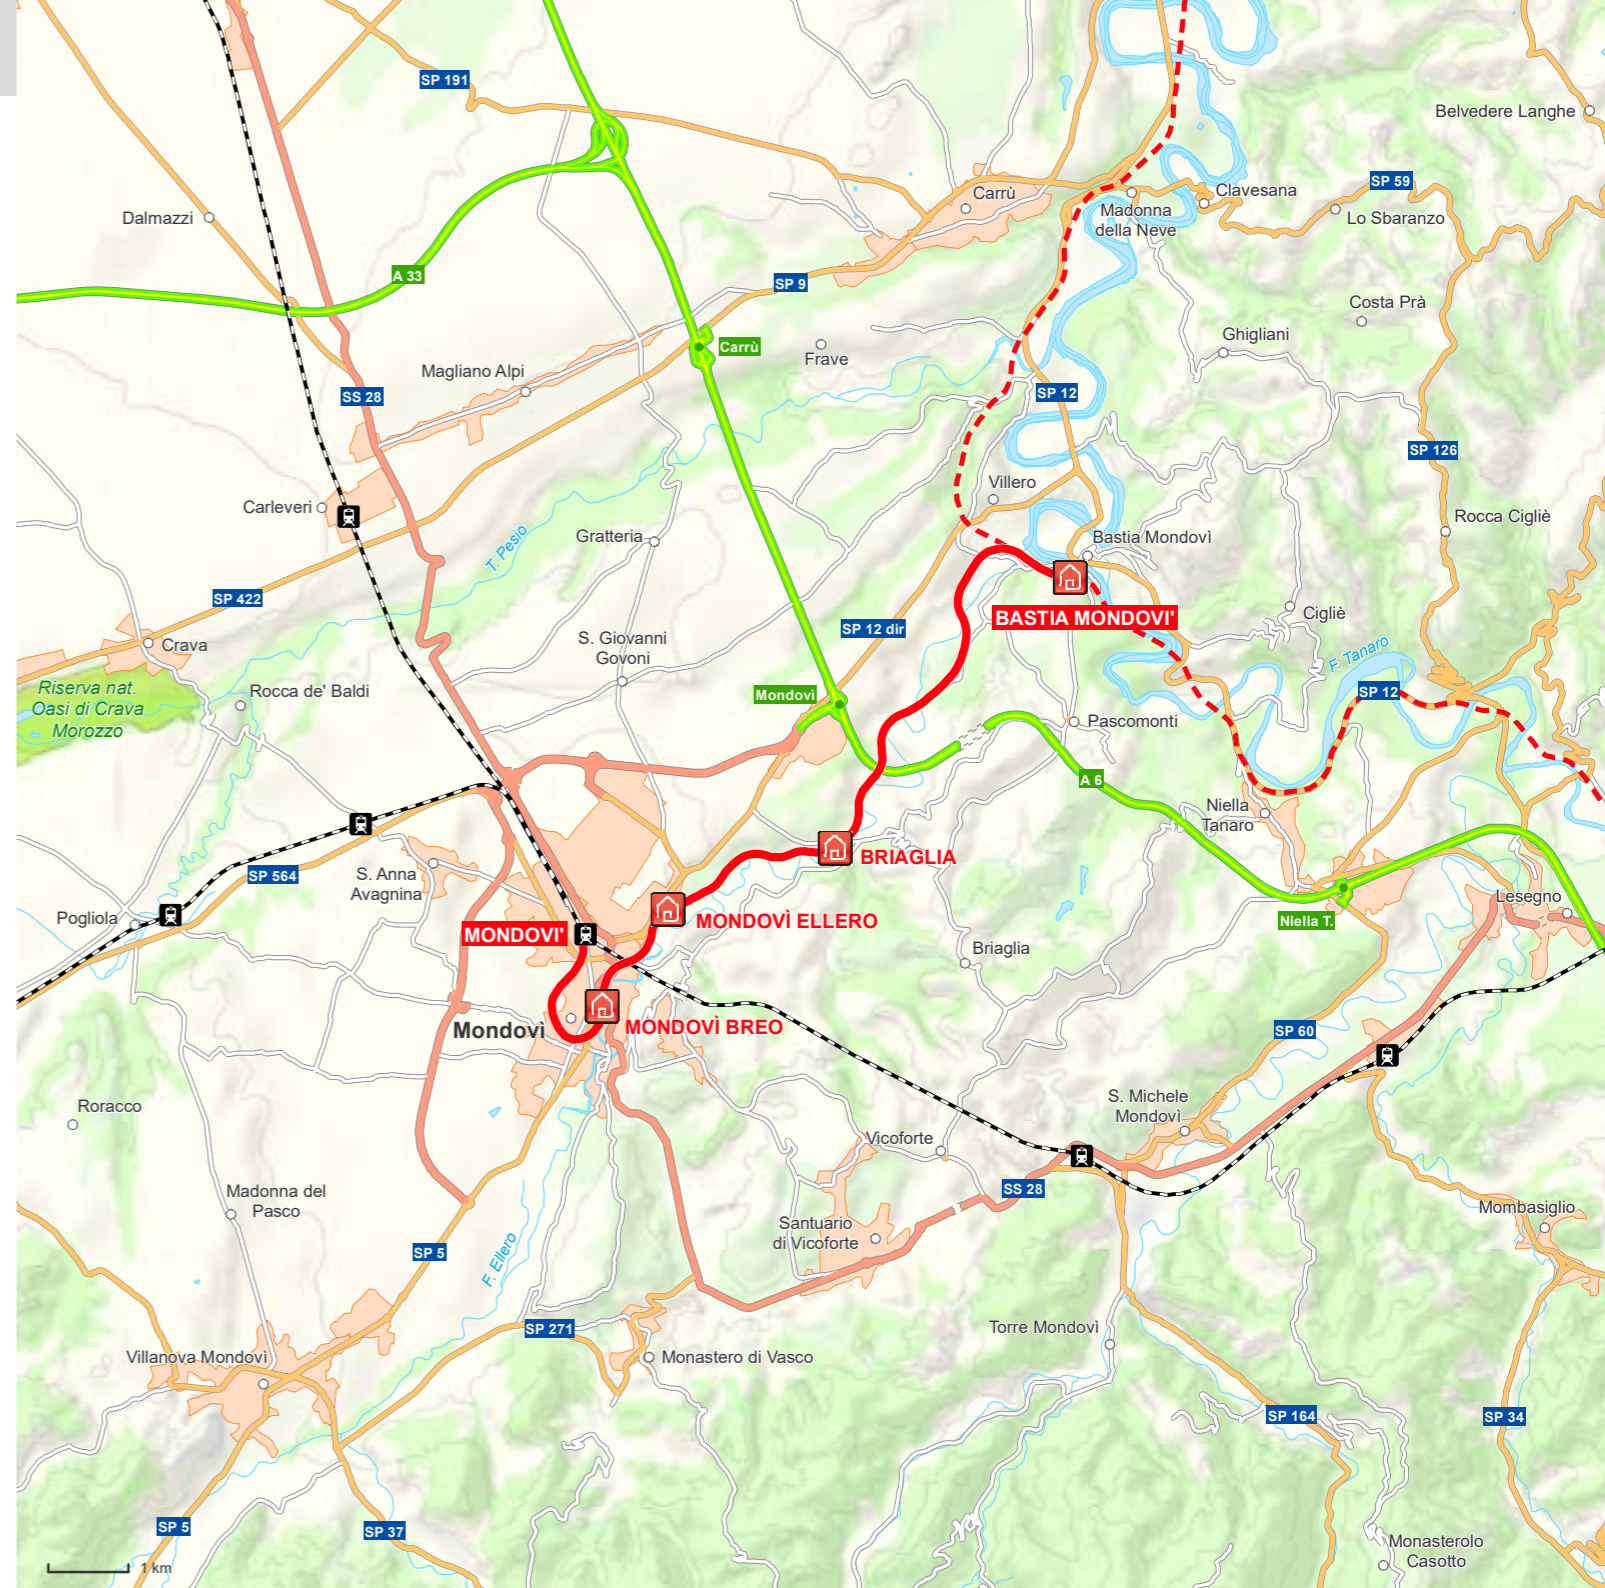 SP 191
Belvedere Langhe
SP 59
Carrù
Clavesana
Madonna
della Neve
Lo Sbaranzo
Dalmazzi
A 33
SP 9
Costa Prà
Ghigliani
Carrù
Frave
Magliano Alpi
SS 28
SP 12
SP 126
Villero
Carleveri
Rocca Cigliè
T. Pesio
Gratteria
Bastia Mondovì
SP 422
BASTIA MONDOVI'
Cigliè
SP 12 dir
S. Giovanni
Govoni
Crava
F. Tanaro
Riserva nat.
Oasi di Crava
Morozzo
Rocca de' Baldi
Mondovì
SP 12
Pascomonti
A 6
Niella
Tanaro
BRIAGLIA
SP 564
S. Anna
Avagnina
Lesegno
Pogliola
MONDOVÌ ELLERO
Niella T.
MONDOVI'
Briaglia
Mondovì
MONDOVÌ BREO
SP 60
Roracco
S. Michele
Mondovì
Vicoforte
SS 28
Madonna del
Pasco
Mombasiglio
Santuario
di Vicoforte
SP 5
F. Ellero
SP 271
Torre Mondovì
Villanova Mondovì
Monastero di Vasco
SP 164
SP 34
SP 5
SP 37
Monasterolo
Casotto
1 km